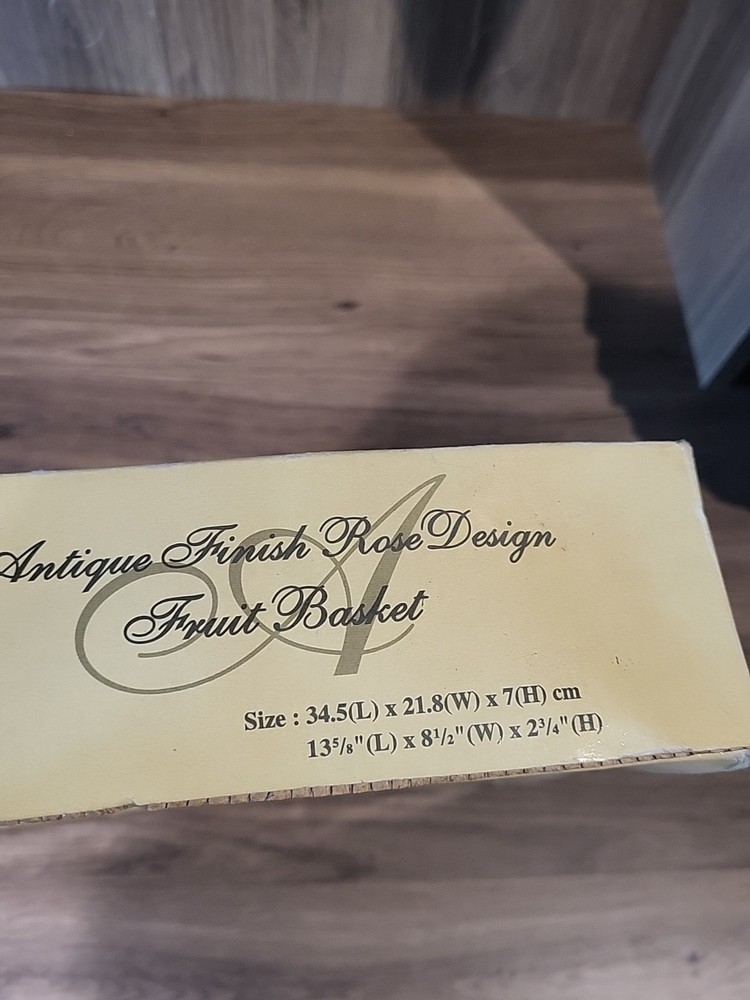 Antique Finish Rose Design
Fruit Basket
A
Size : 34.5(L) x 21.8(W) x 7(H) cm
13⁵/₈"(L) x 8¹/₂"(W) x 2³/₄"(H)